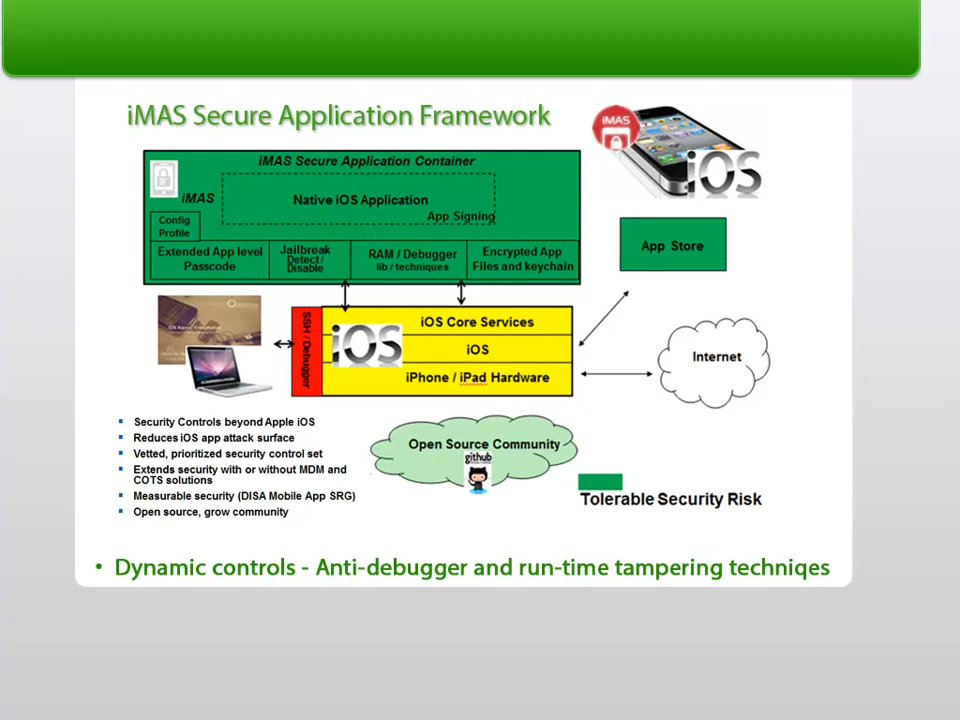 iMAS Secure Application Framework
iMAS
iOS
iMAS Secure Application Container
iMAS
Native iOS Application
App Signing
Config
Profile
Extended App level
Passcode
Jailbreak
Detect /
Disable
RAM / Debugger
lib / techniques
Encrypted App
Files and keychain
App Store
SSH / Debugger
iOS
iOS Core Services
iOS
iPhone / iPad Hardware
Internet
Security Controls beyond Apple iOS
Reduces iOS app attack surface
Vetted, prioritized security control set
Extends security with or without MDM and
COTS solutions
Measurable security (DISA Mobile App SRG)
Open source, grow community
Open Source Community
github
Tolerable Security Risk
• Dynamic controls - Anti-debugger and run-time tampering techniqes